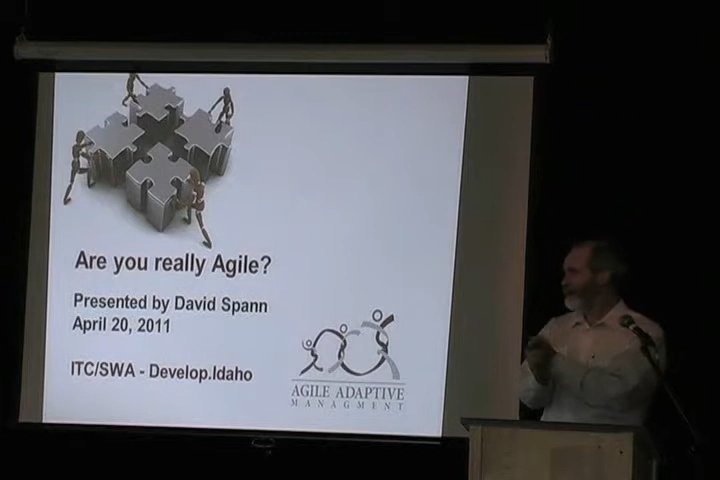 Are you really Agile?
Presented by David Spann
April 20, 2011
ITC/SWA - Develop.Idaho
AGILE ADAPTIVE
MANAGMENT